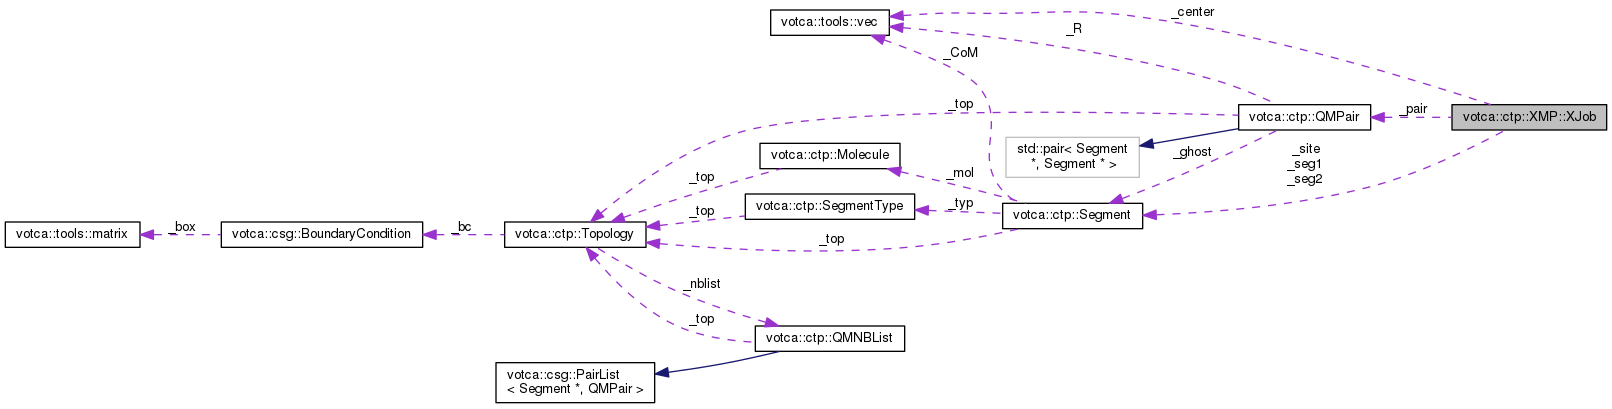 votca::tools::vec
_center
_R
_CoM
_top
votca::ctp::QMPair
_pair
votca::ctp::XMP::XJob
std::pair< Segment
*, Segment * >
_ghost
_site
_seg1
_seg2
votca::ctp::Molecule
_top
_mol
votca::ctp::SegmentType
_top
_typ
votca::ctp::Segment
votca::tools::matrix
_box
votca::csg::BoundaryCondition
_bc
votca::ctp::Topology
_top
_nblist
_top
votca::ctp::QMNBList
votca::csg::PairList
< Segment *, QMPair >